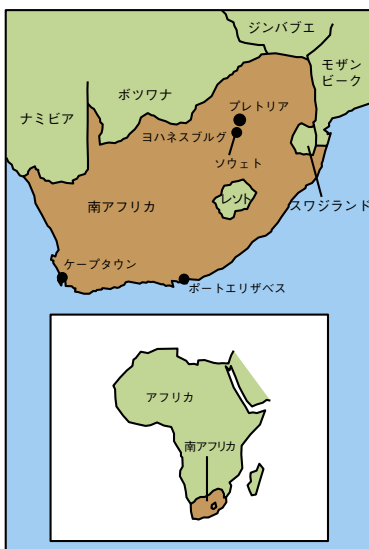 ジンバブエ
モザン
ビーク
ボツワナ
ナミビア
プレトリア
ヨハネスブルグ
ソウェト
レソト
スワジランド
南アフリカ
ケープタウン
ポートエリザベス
アフリカ
南アフリカ